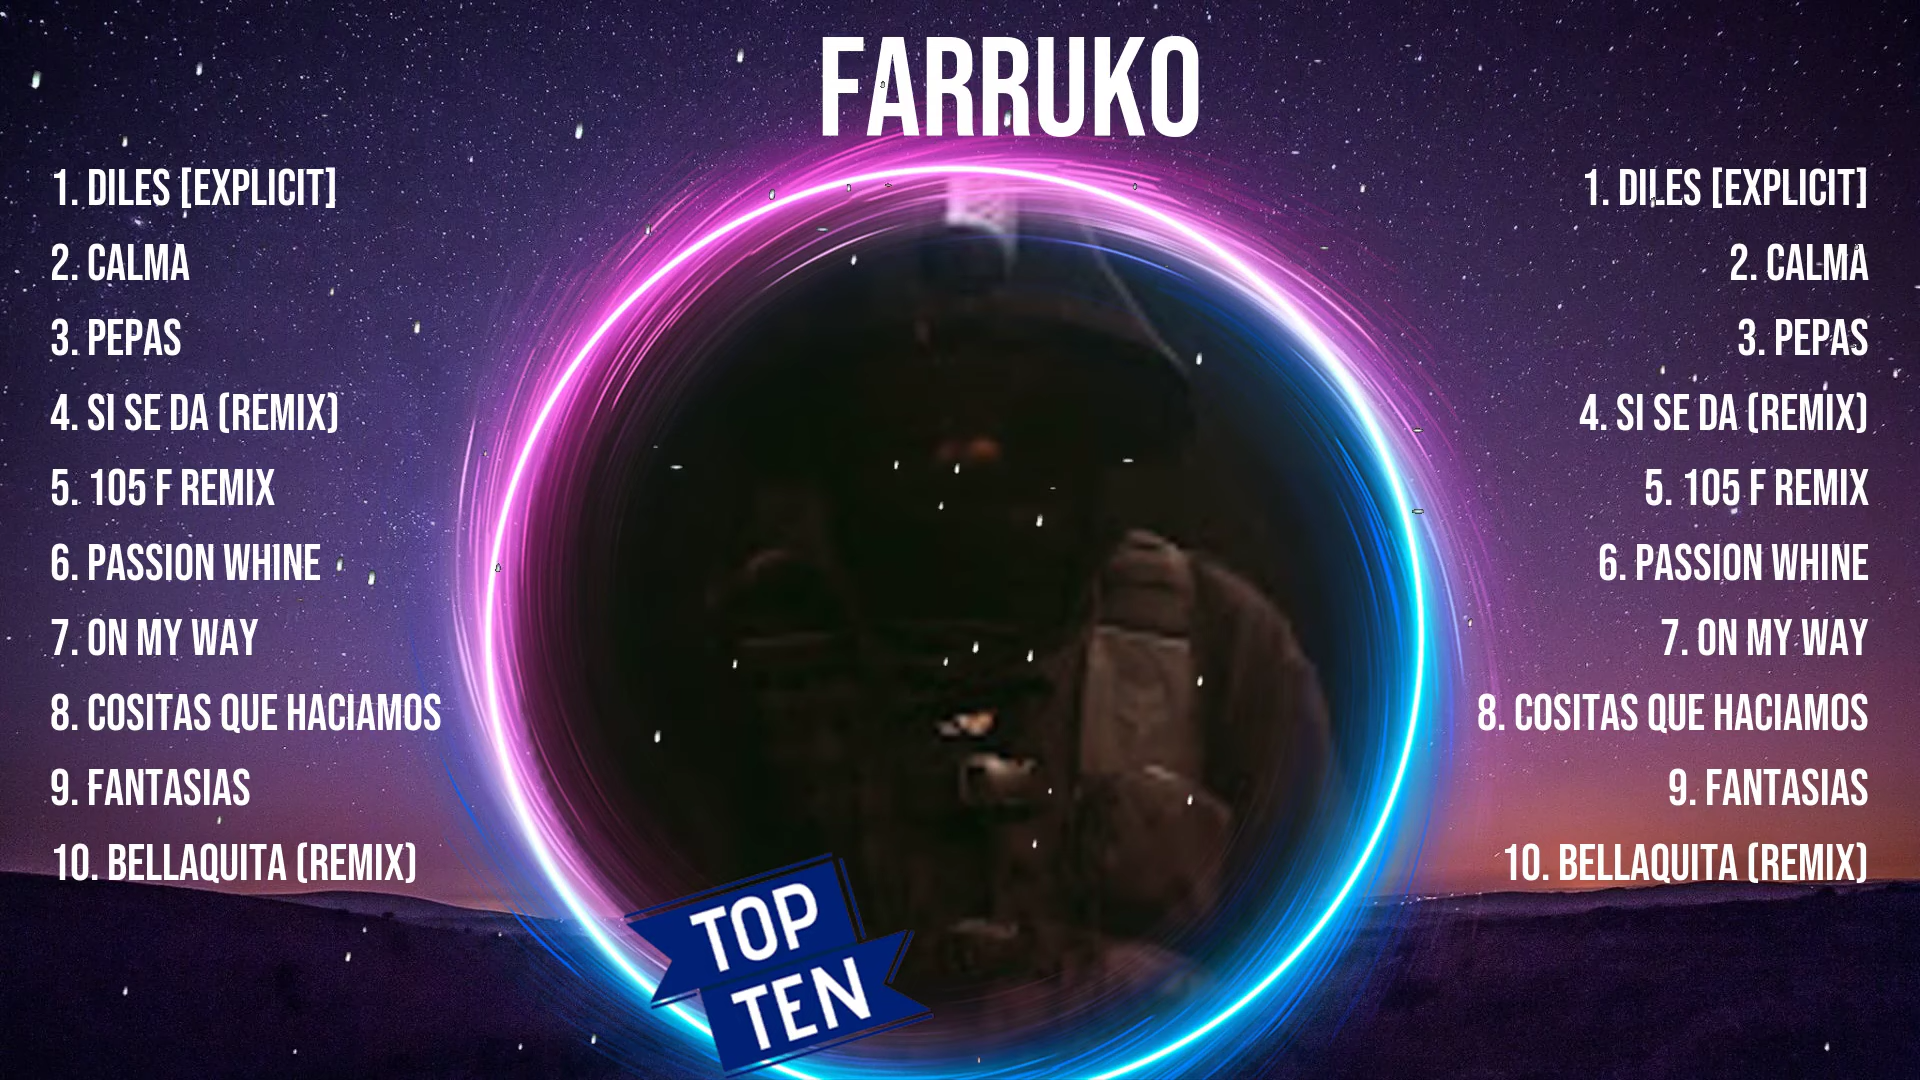 FARRUKO
1. DILES [EXPLICIT]
2. CALMA
3. PEPAS
4. SI SE DA (REMIX)
5. 105 F REMIX
6. PASSION WHINE
7. ON MY WAY
8. COSITAS QUE HACIAMOS
9. FANTASIAS
10. BELLAQUITA (REMIX)
1. DILES [EXPLICIT]
2. CALMA
3. PEPAS
4. SI SE DA (REMIX)
5. 105 F REMIX
6. PASSION WHINE
7. ON MY WAY
8. COSITAS QUE HACIAMOS
9. FANTASIAS
10. BELLAQUITA (REMIX)
TOP
TEN